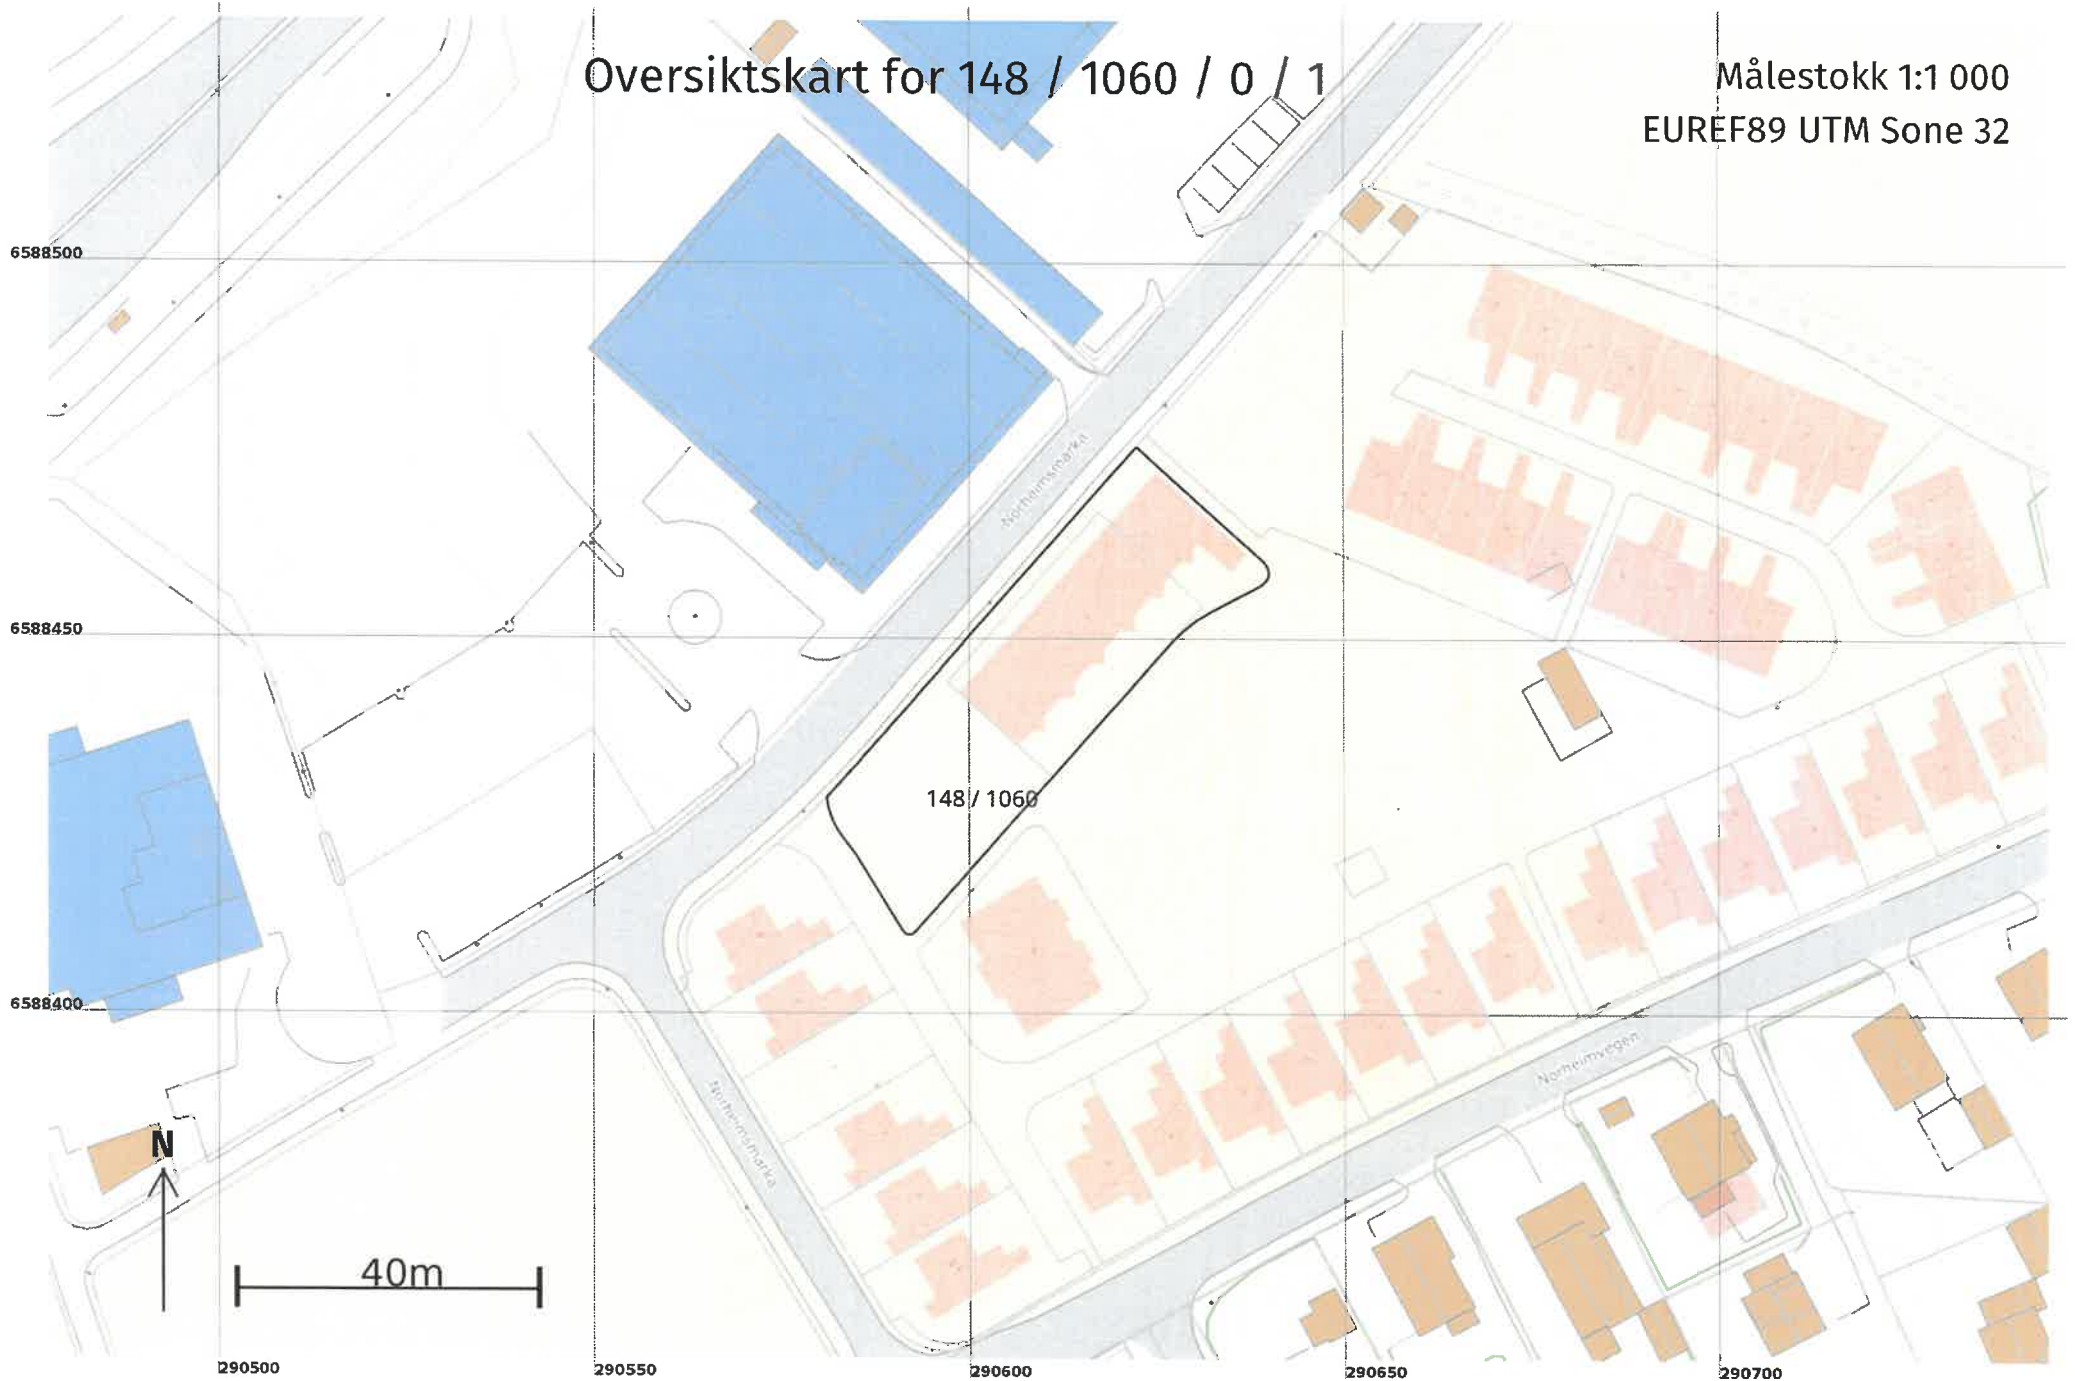 Oversiktskart for 148 / 1060 / 0 / 1
Målestokk 1:1 000
EUREF89 UTM Sone 32
6588500
Norheimsmarka
6588450
148 / 1060
6588400
Norheimvegen
Norheimsmarka
N
40m
290500
290550
290600
290650
290700